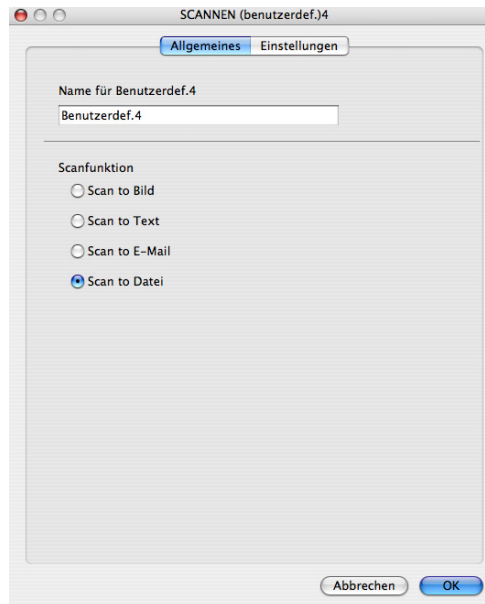 SCANNEN (benutzerdef.)4
Allgemeines Einstellungen
Name für Benutzerdef.4
Benutzerdef.4
Scanfunktion
Scan to Bild
Scan to Text
Scan to E-Mail
Scan to Datei
Abbrechen OK